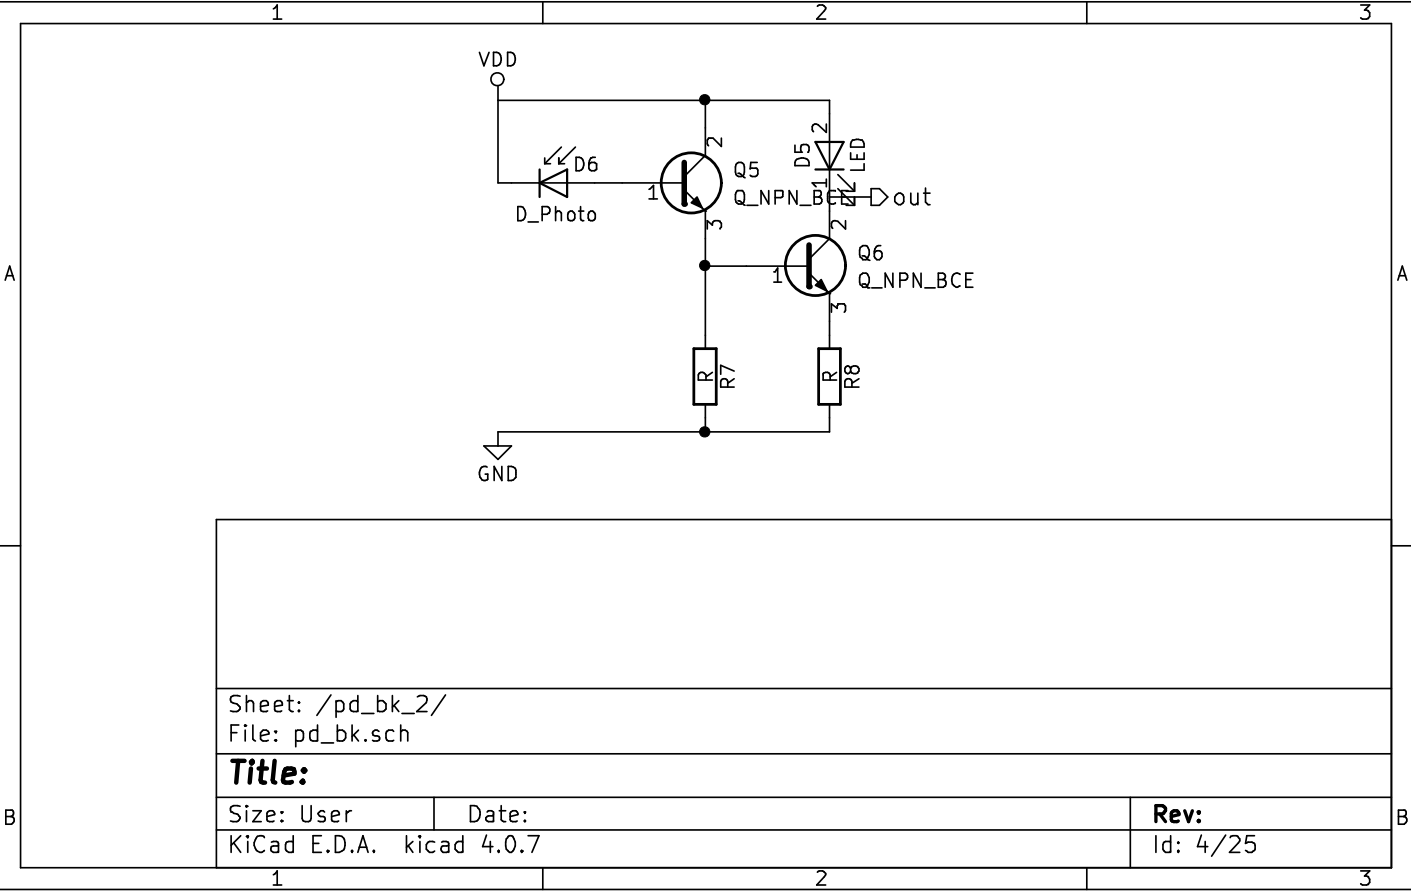 1 2 3
VDD
2
2
D5
LED
D6
Q5
1
1
Q_NPN_BCE
out
D_Photo
3
2
Q6
A
1
A
Q_NPN_BCE
3
R
R7
R
R8
GND
Sheet: /pd_bk_2/
File: pd_bk.sch
Title:
Size: User
Date:
Rev:
B
B
KiCad E.D.A. kicad 4.0.7
Id: 4/25
1 2 3